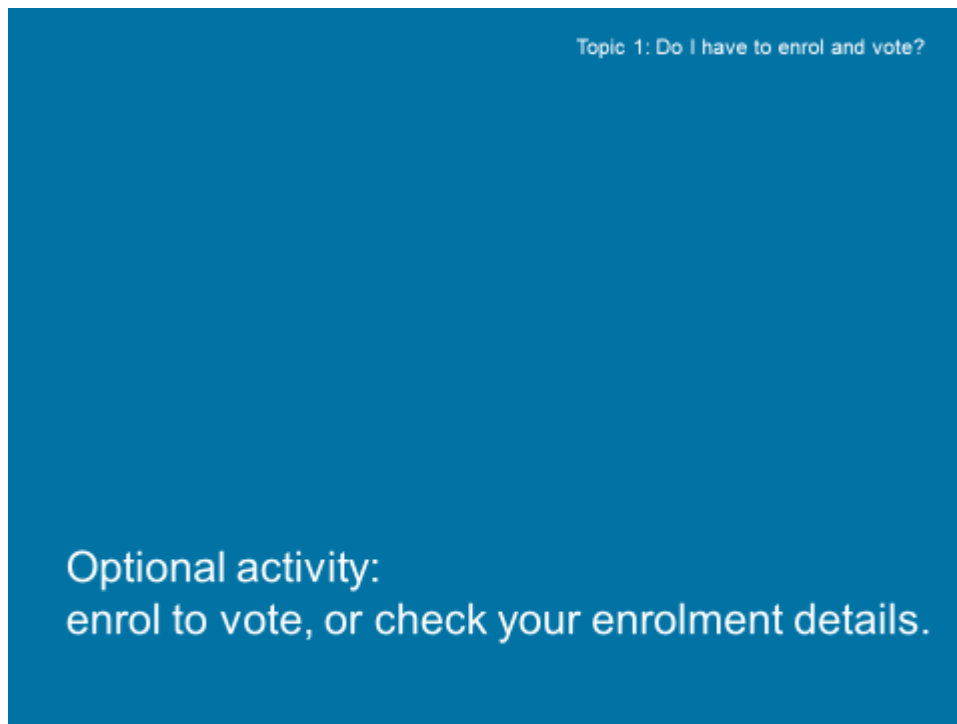 Topic 1: Do I have to enrol and vote?
Optional activity:
enrol to vote, or check your enrolment details.